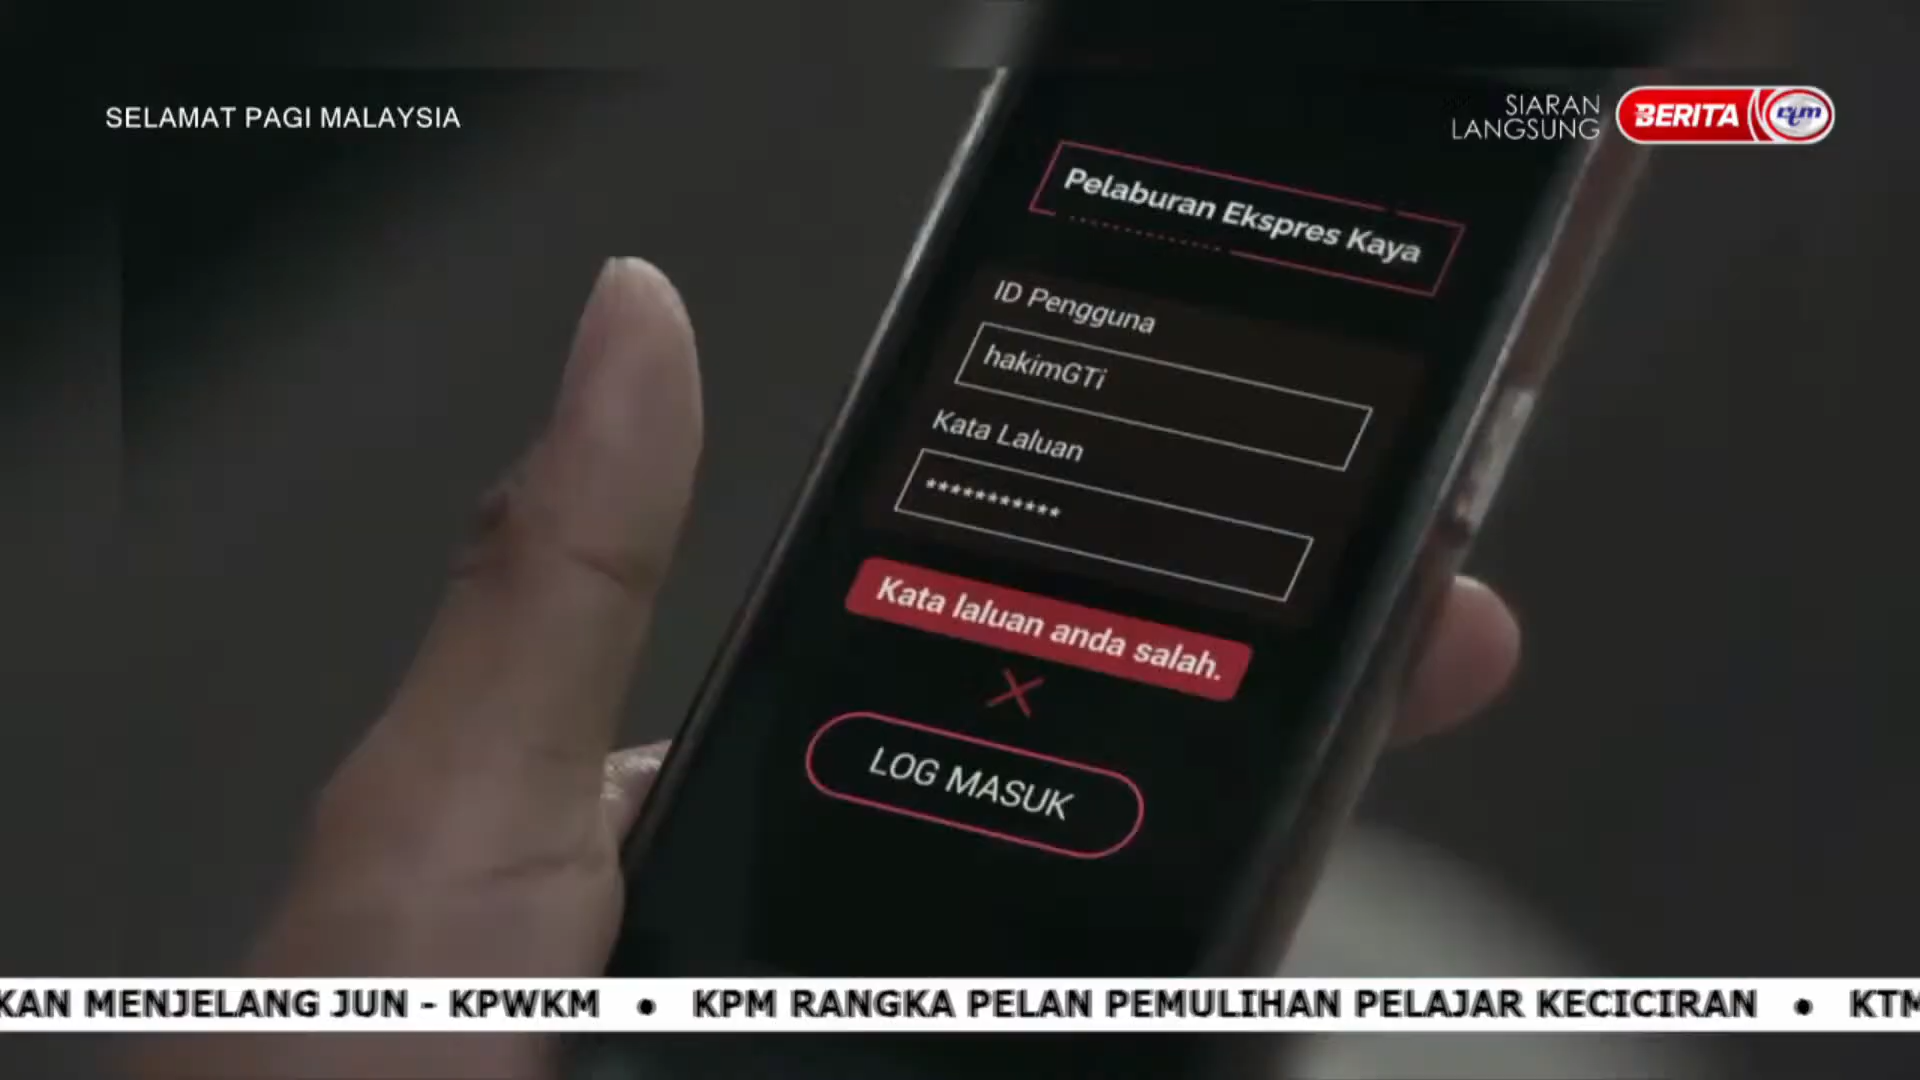 SELAMAT PAGI MALAYSIA
SIARAN
LANGSUNG
BERITA rtm
Pelaburan Ekspres Kaya
ID Pengguna
hakimGTi
Kata Laluan
***********
Kata laluan anda salah.
LOG MASUK
KAN MENJELANG JUN - KPWKM • KPM RANGKA PELAN PEMULIHAN PELAJAR KECICIRAN • KTM